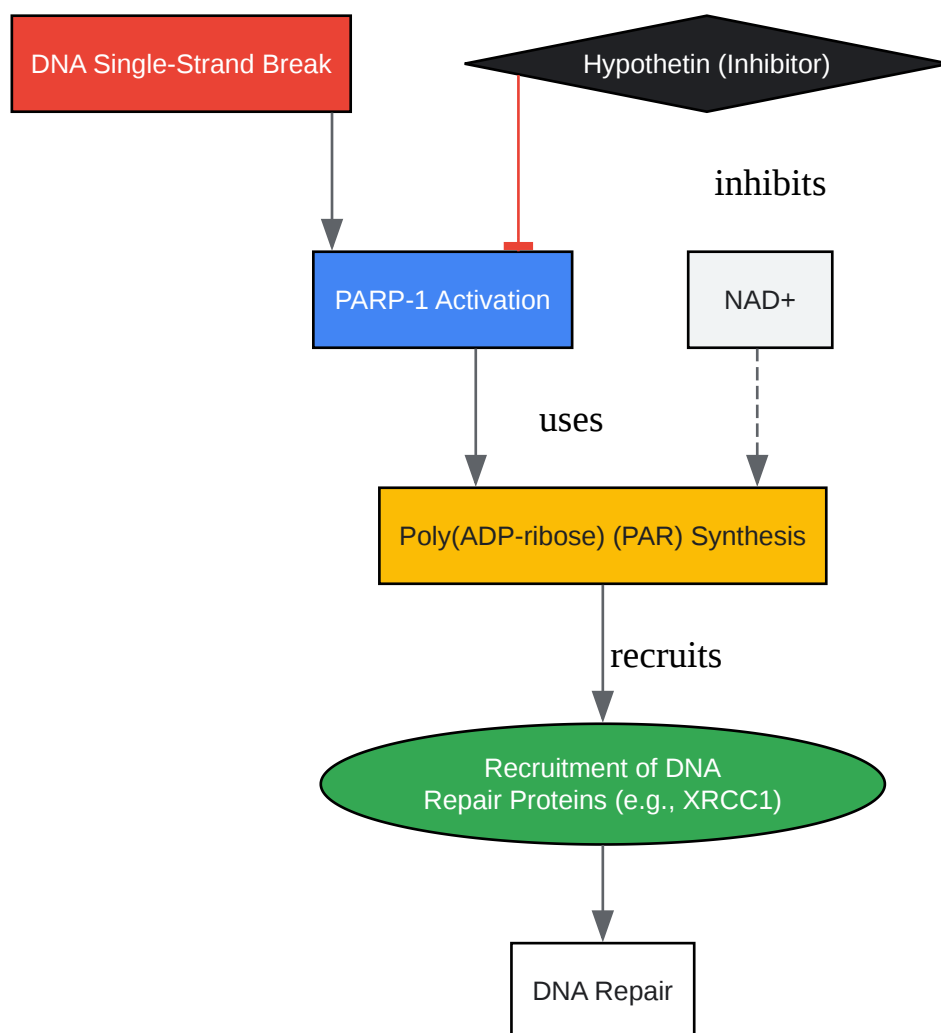 DNA Single-Strand Break
Hypothetin (Inhibitor)
inhibits
PARP-1 Activation
NAD+
uses
Poly(ADP-ribose) (PAR) Synthesis
recruits
Recruitment of DNA
Repair Proteins (e.g., XRCC1)
DNA Repair